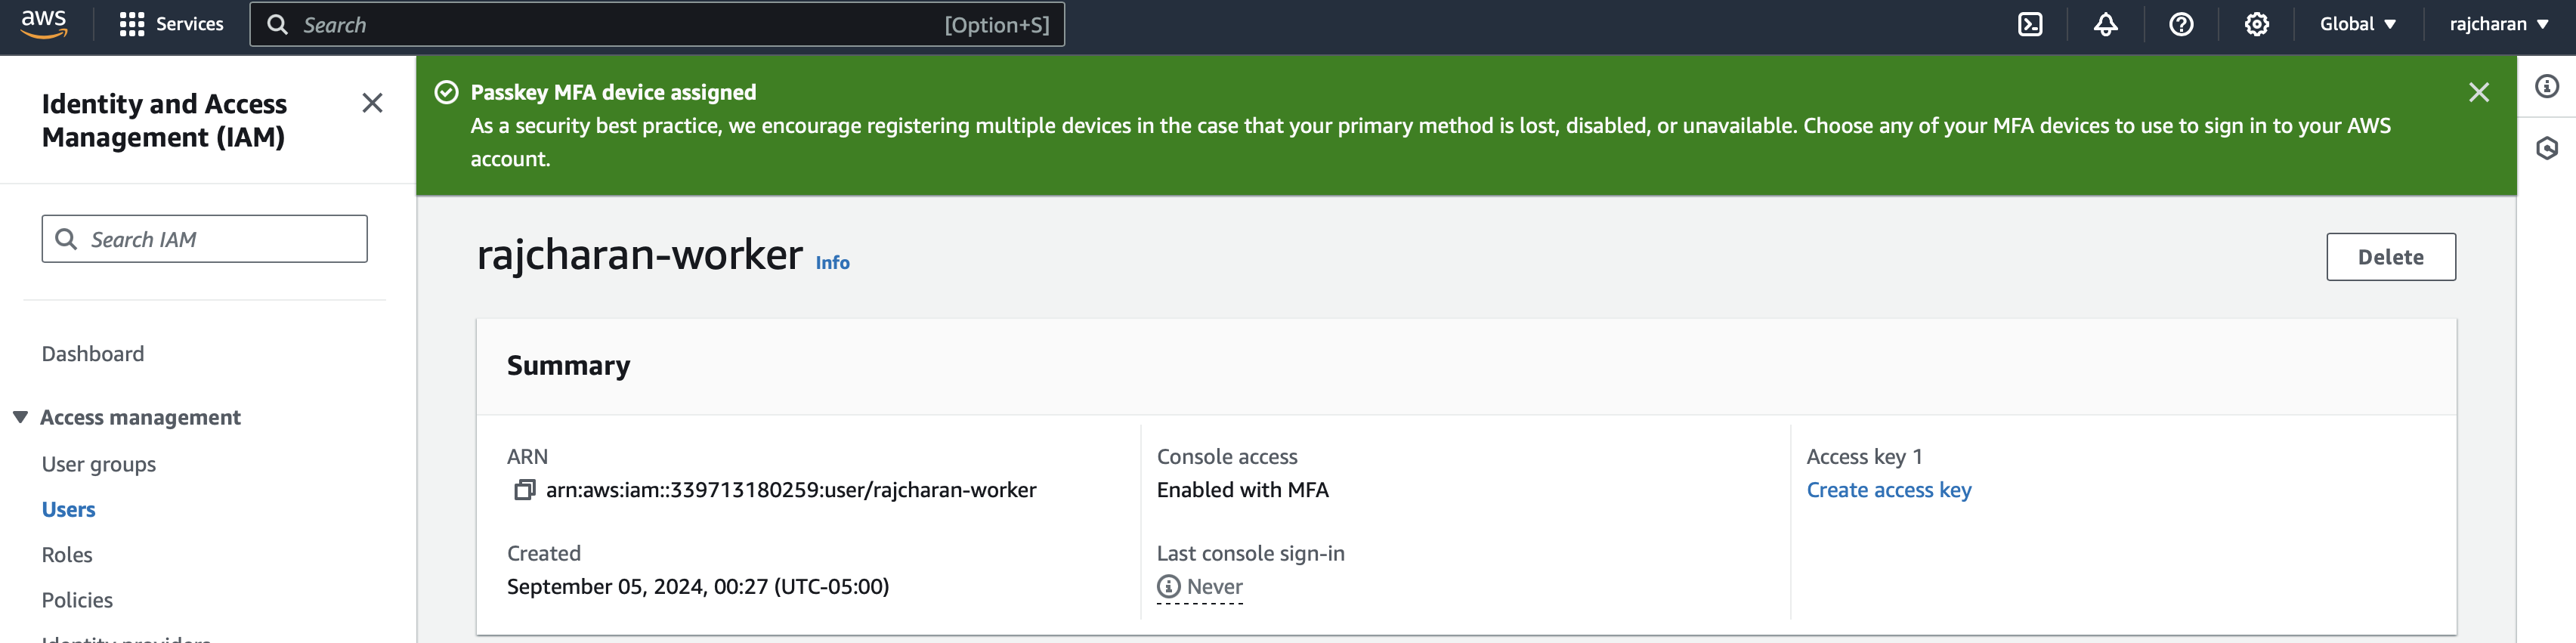 aws
Services
Search
[Option+S]
Global
rajcharan
Identity and Access
Management (IAM)
Search IAM
Dashboard
Access management
User groups
Users
Roles
Policies
Passkey MFA device assigned
As a security best practice, we encourage registering multiple devices in the case that your primary method is lost, disabled, or unavailable. Choose any of your MFA devices to use to sign in to your AWS
account.
rajcharan-worker Info
Delete
Summary
ARN
arn:aws:iam::339713180259:user/rajcharan-worker
Created
September 05, 2024, 00:27 (UTC-05:00)
Console access
Enabled with MFA
Last console sign-in
Never
Access key 1
Create access key